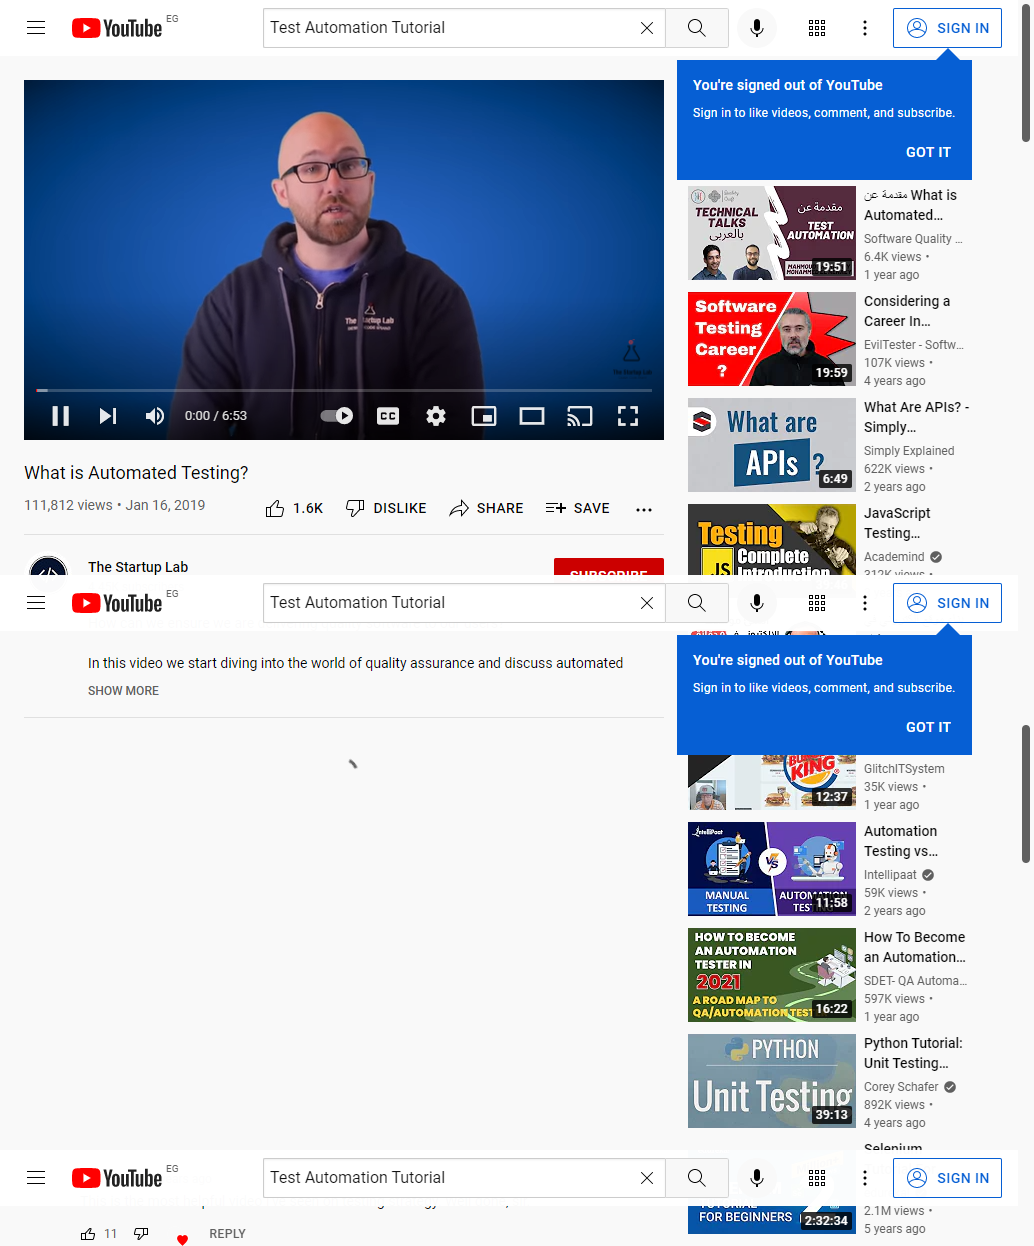 YouTube EG
Test Automation Tutorial
SIGN IN
You're signed out of YouTube
Sign in to like videos, comment, and subscribe.
GOT IT
The Startup Lab
0:00 / 6:53
CC
What is Automated Testing?
111,812 views • Jan 16, 2019
1.6K DISLIKE SHARE SAVE
The Startup Lab
SUBSCRIBE
TECHNICAL
TALKS
بالعربي
مقدمة عن
TEST
AUTOMATION
19:51
مقدمة عن What is
Automated…
Software Quality ...
6.4K views •
1 year ago
Software
Testing
Career
?
19:59
Considering a
Career In…
EvilTester - Softw…
107K views •
4 years ago
What are
APIs?
6:49
What Are APIs? -
Simply…
Simply Explained
622K views •
2 years ago
Testing
JS
Complete
Introduction
JavaScript
Testing…
Academind
312K views •
YouTube EG
Test Automation Tutorial
SIGN IN
You're signed out of YouTube
Sign in to like videos, comment, and subscribe.
GOT IT
In this video we start diving into the world of quality assurance and discuss automated
SHOW MORE
BURGER
KING
12:37
GlitchITSystem
35K views •
1 year ago
IntelliPaat
VS
MANUAL
TESTING
AUTOMATION
TESTING
11:58
Automation
Testing vs…
Intellipaat
59K views •
2 years ago
HOW TO BECOME
AN AUTOMATION
TESTER IN
2021
A ROAD MAP TO
QA/AUTOMATION TEST
16:22
How To Become
an Automation…
SDET- QA Automa…
597K views •
1 year ago
PYTHON
Unit Testing
39:13
Python Tutorial:
Unit Testing…
Corey Schafer
892K views •
4 years ago
Selenium
YouTube EG
Test Automation Tutorial
SIGN IN
11 REPLY
TUTORIAL
FOR BEGINNERS
2:32:34
2.1M views •
5 years ago